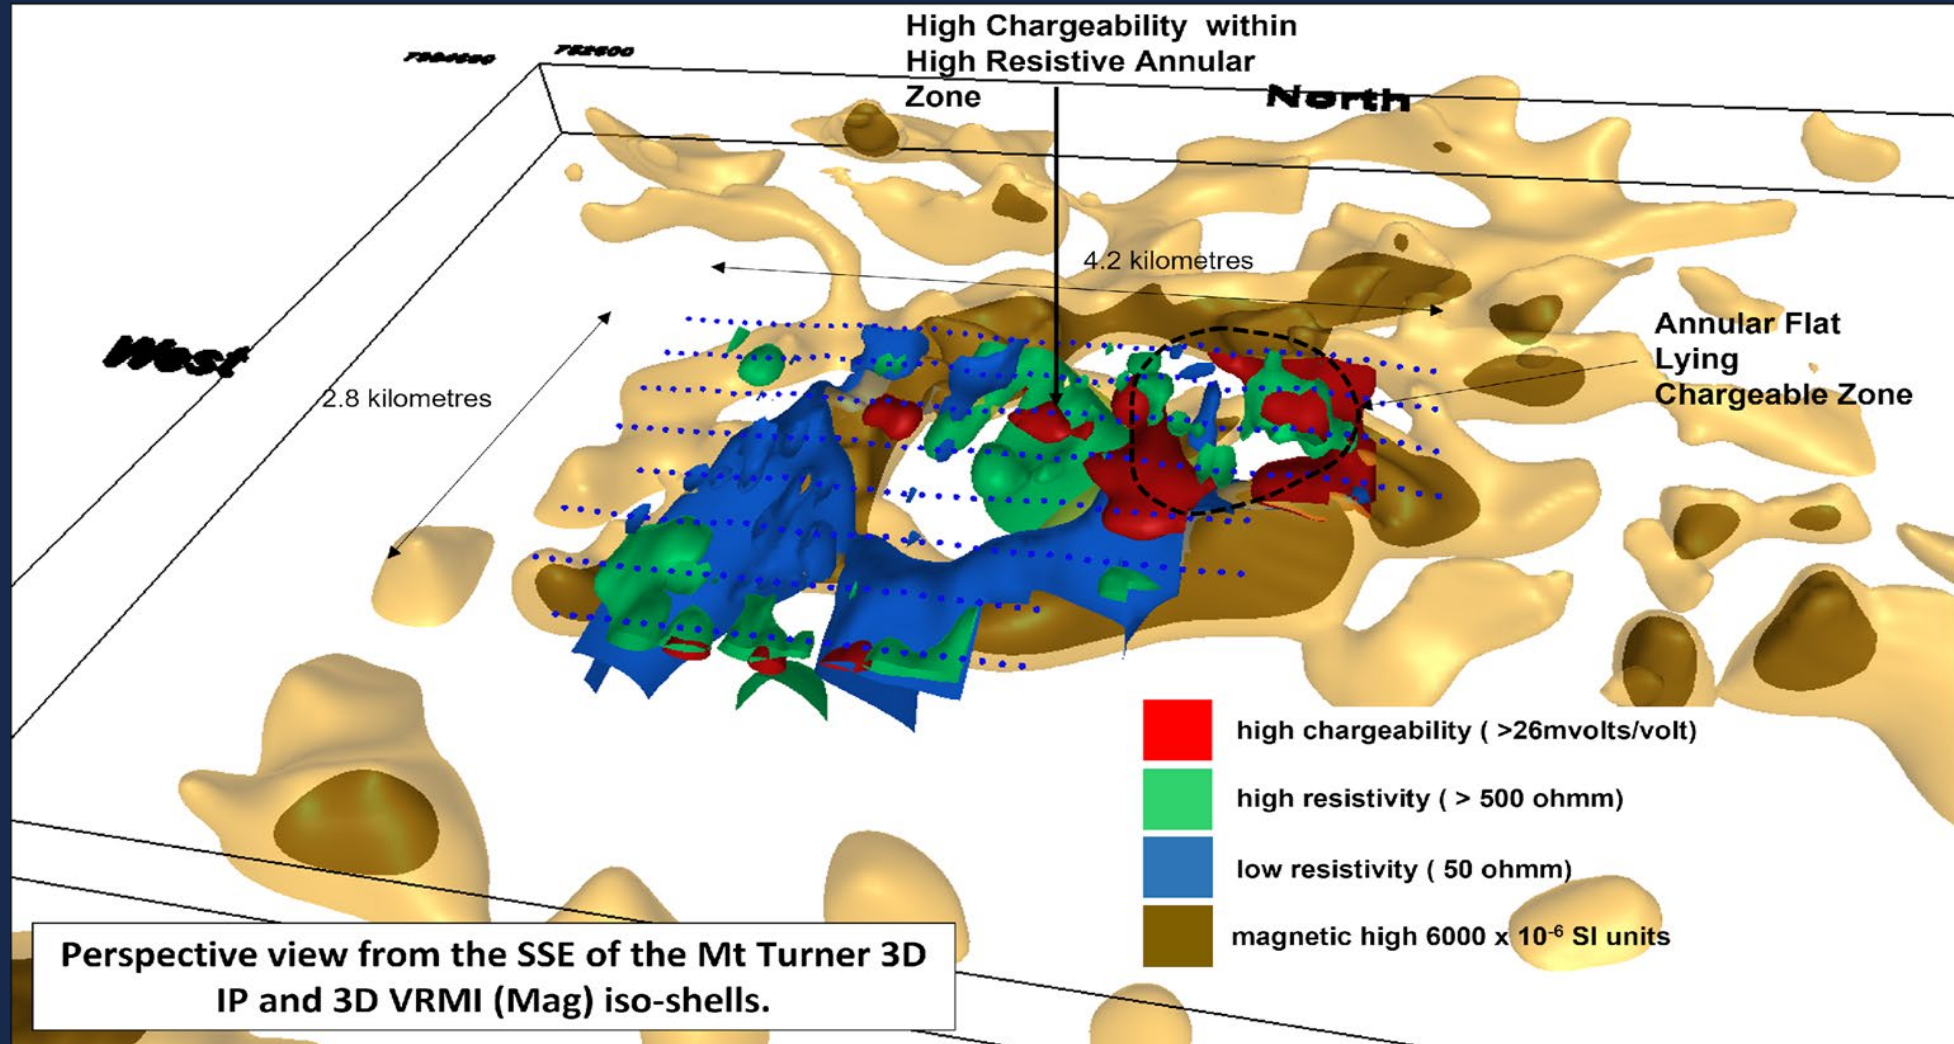 High Chargeability within
High Resistive Annular
Zone
752600
North
4.2 kilometres
West
2.8 kilometres
Annular Flat
Lying
Chargeable Zone
high chargeability ( >26mvolts/volt)
high resistivity ( > 500 ohmm)
low resistivity ( 50 ohmm)
magnetic high 6000 x 10⁻⁶ SI units
Perspective view from the SSE of the Mt Turner 3D
IP and 3D VRMI (Mag) iso-shells.